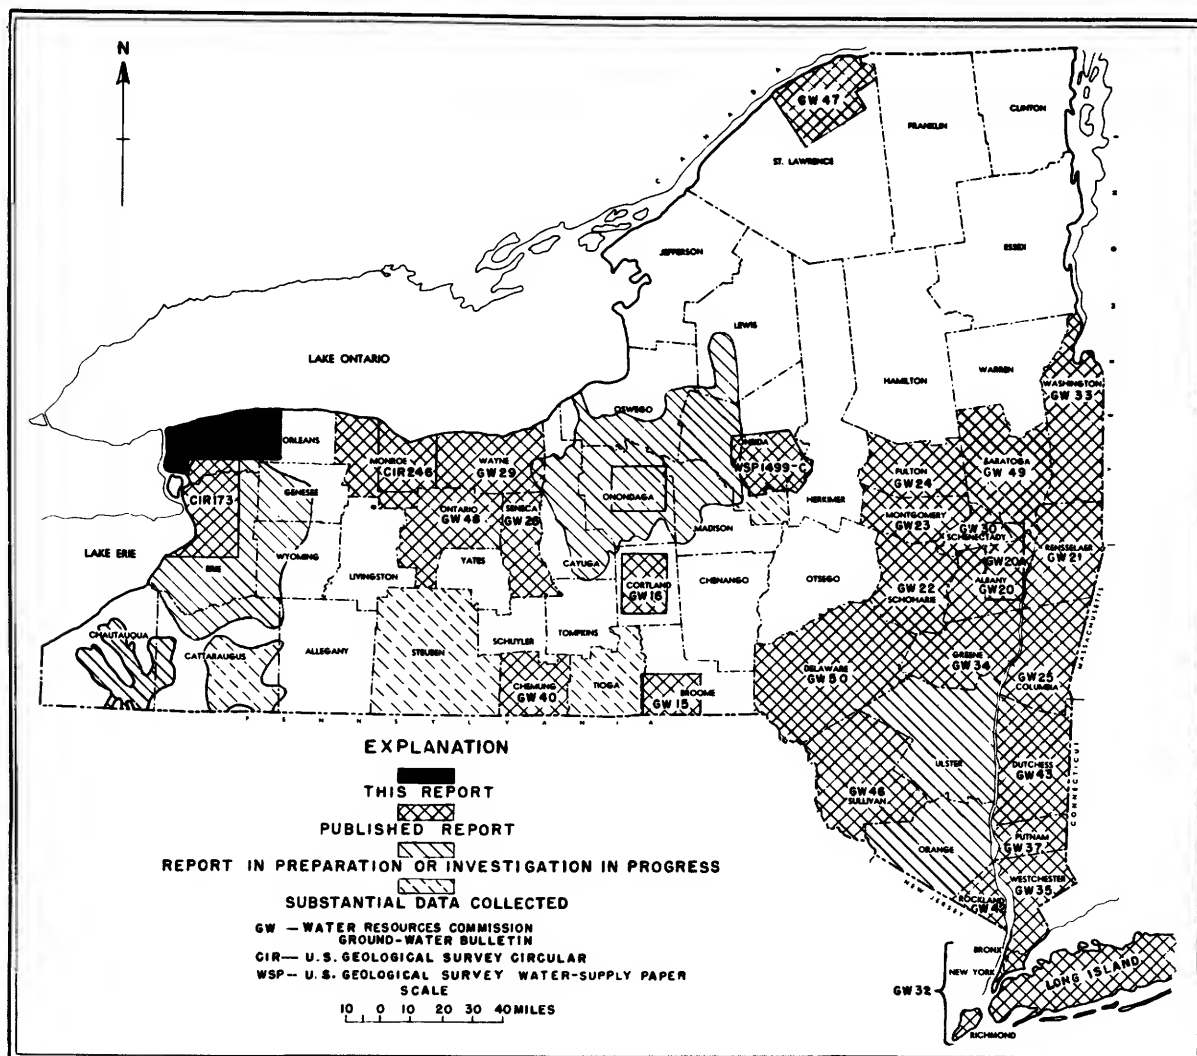 N
CANADA
GW 47
FRANKLIN
CLINTON
ST. LAWRENCE
JEFFERSON
ESSEX
LEWIS
LAKE ONTARIO
HAMILTON
WARREN
WASHINGTON
GW 33
OSWEGO
ORLEANS
MONROE
CIR 246
WAYNE
GW 29
ONEIDA
WSP 1499-C
FULTON
GW 24
SARATOGA
GW 49
CIR 173
GENESEE
ONTARIO
GW 48
SENECA
GW 26
ONONDAGA
HERKIMER
MADISON
MONTGOMERY
GW 23
GW 30
SCHENECTADY
RENSSELAER
GW 21
LAKE ERIE
ERIE
WYOMING
LIVINGSTON
YATES
CAYUGA
CORTLAND
GW 16
CHENANGO
OTSEGO
GW 22
SCHOHARIE
GW20A
ALBANY
GW20
CHAUTAUQUA
CATTARAUGUS
ALLEGANY
STEUBEN
SCHUYLER
TOMPKINS
CHEMUNG
GW 40
TIOGA
BROOME
GW 15
DELAWARE
GW 50
GREENE
GW 34
GW 25
COLUMBIA
MASSACHUSETTS
PENNSYLVANIA
ULSTER
DUTCHESS
GW 43
CONNECTICUT
GW 46
SULLIVAN
ORANGE
PUTNAM
GW 37
WESTCHESTER
GW 35
ROCKLAND
GW 42
NEW JERSEY
BRONX
NEW YORK
GW 32
LONG ISLAND
RICHMOND
EXPLANATION
THIS REPORT
PUBLISHED REPORT
REPORT IN PREPARATION OR INVESTIGATION IN PROGRESS
SUBSTANTIAL DATA COLLECTED
GW — WATER RESOURCES COMMISSION
GROUND-WATER BULLETIN
CIR— U.S. GEOLOGICAL SURVEY CIRCULAR
WSP— U.S. GEOLOGICAL SURVEY WATER-SUPPLY PAPER
SCALE
10 0 10 20 30 40 MILES